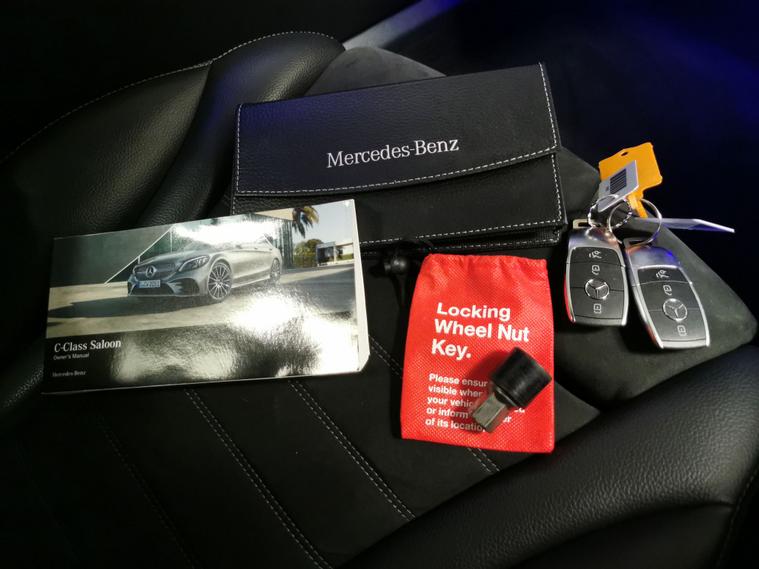 Mercedes-Benz
C-Class Saloon
Owner's Manual
Mercedes-Benz
Locking
Wheel Nut
Key.
Please ensur
visible when
your vehic
or inform
of its locatio